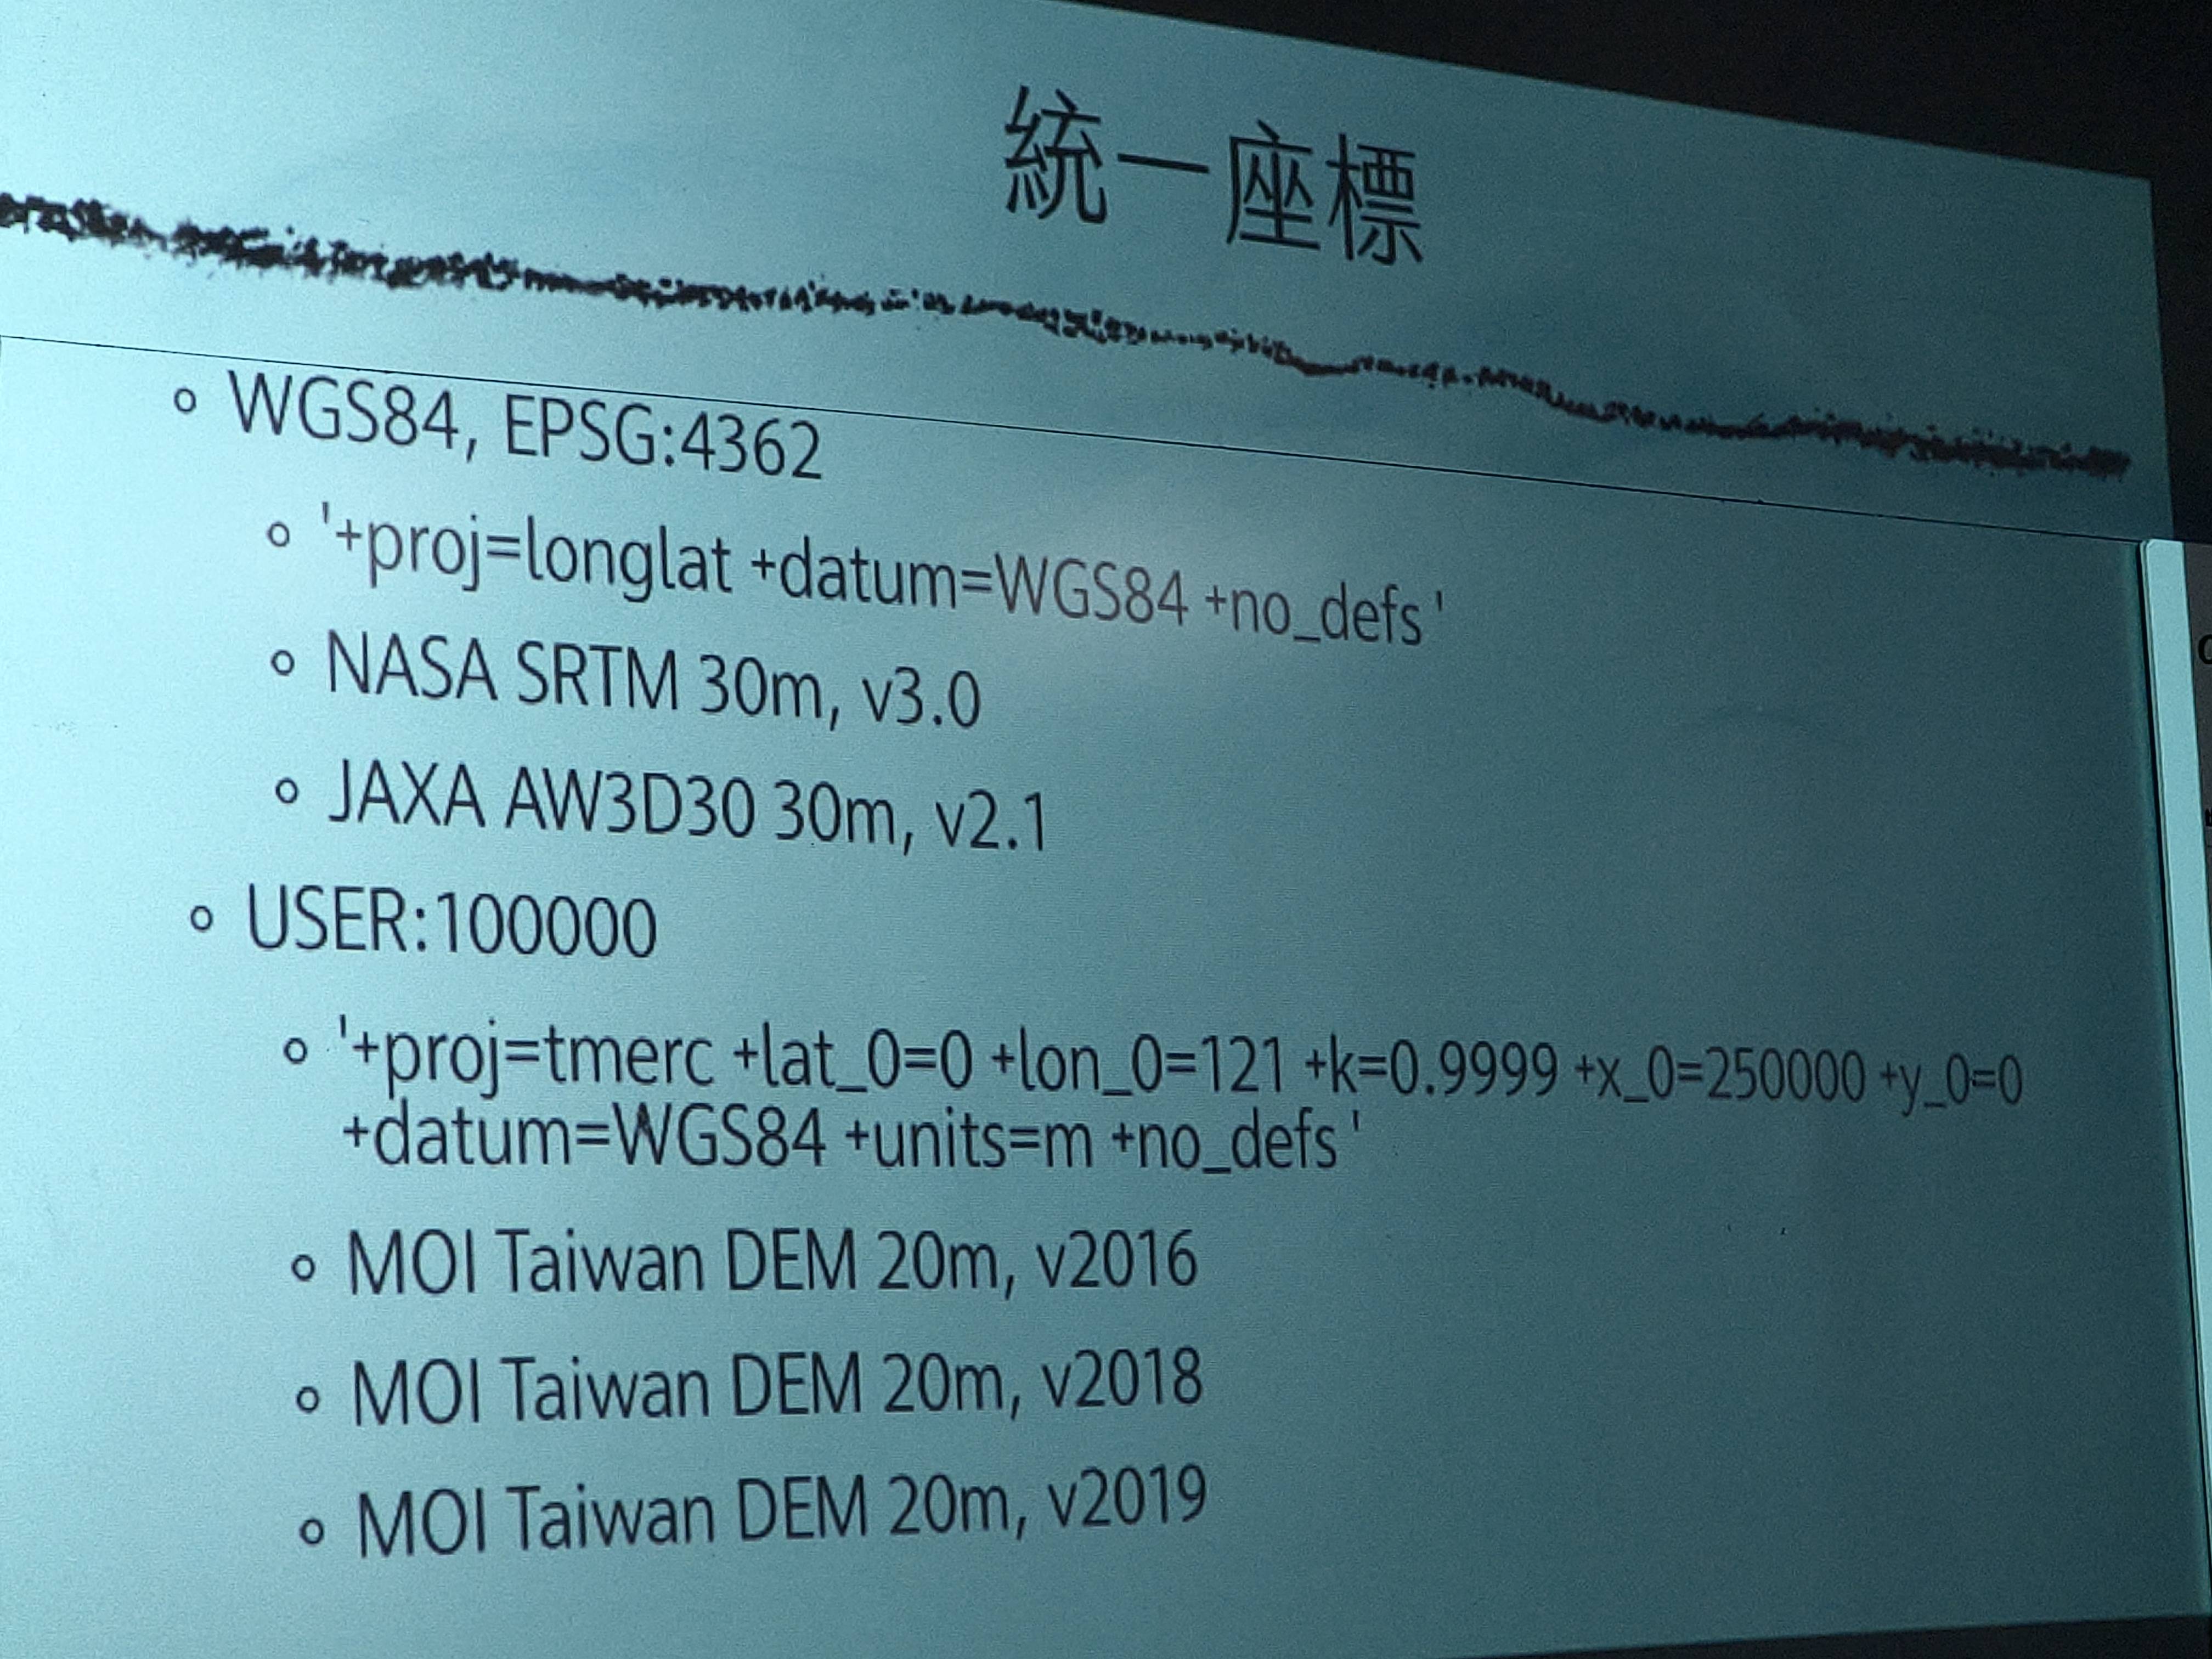 統一座標
WGS84, EPSG:4362
'+proj=longlat +datum=WGS84 +no_defs'
NASA SRTM 30m, v3.0
JAXA AW3D30 30m, v2.1
USER:100000
'+proj=tmerc +lat_0=0 +lon_0=121 +k=0.9999 +x_0=250000 +y_0=0
+datum=WGS84 +units=m +no_defs'
MOI Taiwan DEM 20m, v2016
MOI Taiwan DEM 20m, v2018
MOI Taiwan DEM 20m, v2019